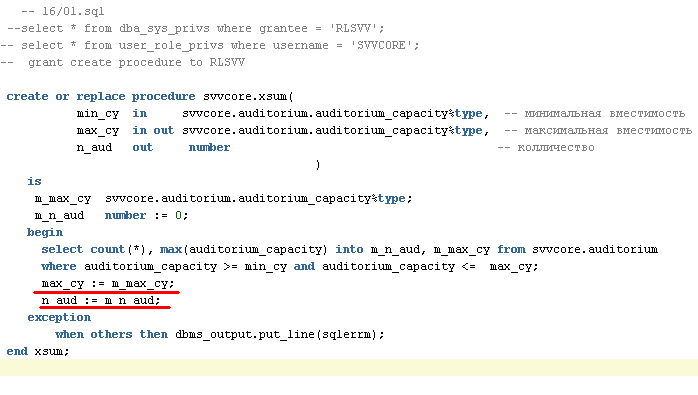 -- 16/01.sql
--select * from dba_sys_privs where grantee = 'RLSVV';
-- select * from user_role_privs where username = 'SVVCORE';
--  grant create procedure to RLSVV
create or replace procedure svvcore.xsum(
min_cy  in     svvcore.auditorium.auditorium_capacity%type,  -- минимальная вместимость
max_cy  in out svvcore.auditorium.auditorium_capacity%type,  -- максимальная вместимость
n_aud   out    number  -- колличество
)
is
m_max_cy  svvcore.auditorium.auditorium_capacity%type;
m_n_aud   number := 0;
begin
select count(*), max(auditorium_capacity) into m_n_aud, m_max_cy from svvcore.auditorium
where auditorium_capacity >= min_cy and auditorium_capacity <=  max_cy;
max_cy := m_max_cy;
n_aud := m_n_aud;
exception
when others then dbms_output.put_line(sqlerrm);
end xsum;